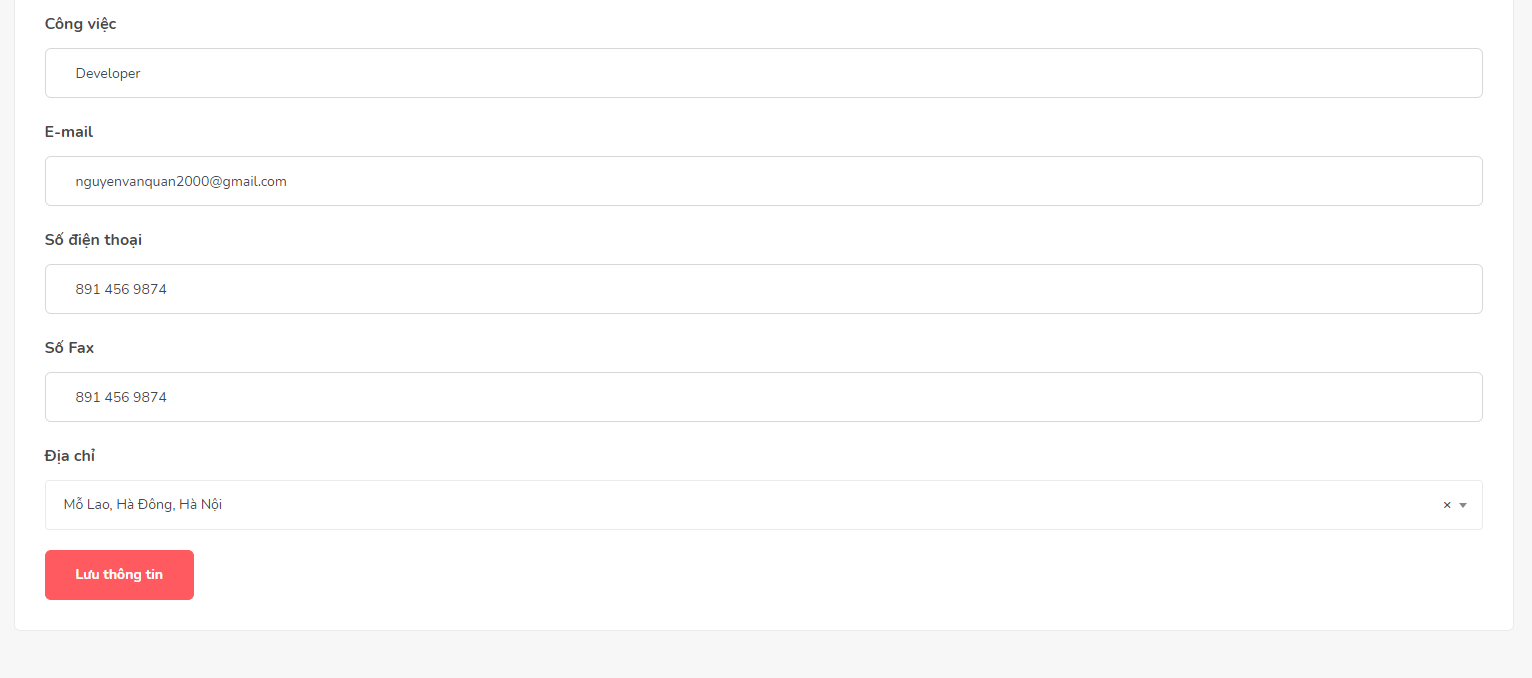 Công việc
Developer
E-mail
nguyenvanquan2000@gmail.com
Số điện thoại
891 456 9874
Số Fax
891 456 9874
Địa chỉ
Mỗ Lao, Hà Đông, Hà Nội ×
Lưu thông tin